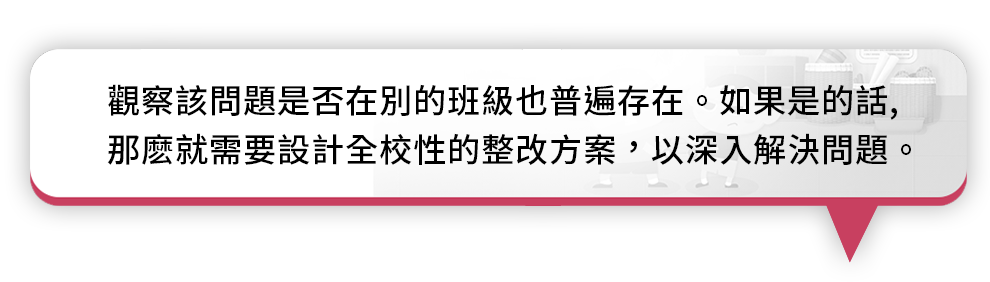 觀察該問題是否在別的班級也普遍存在。如果是的話,
那麽就需要設計全校性的整改方案，以深入解決問題。